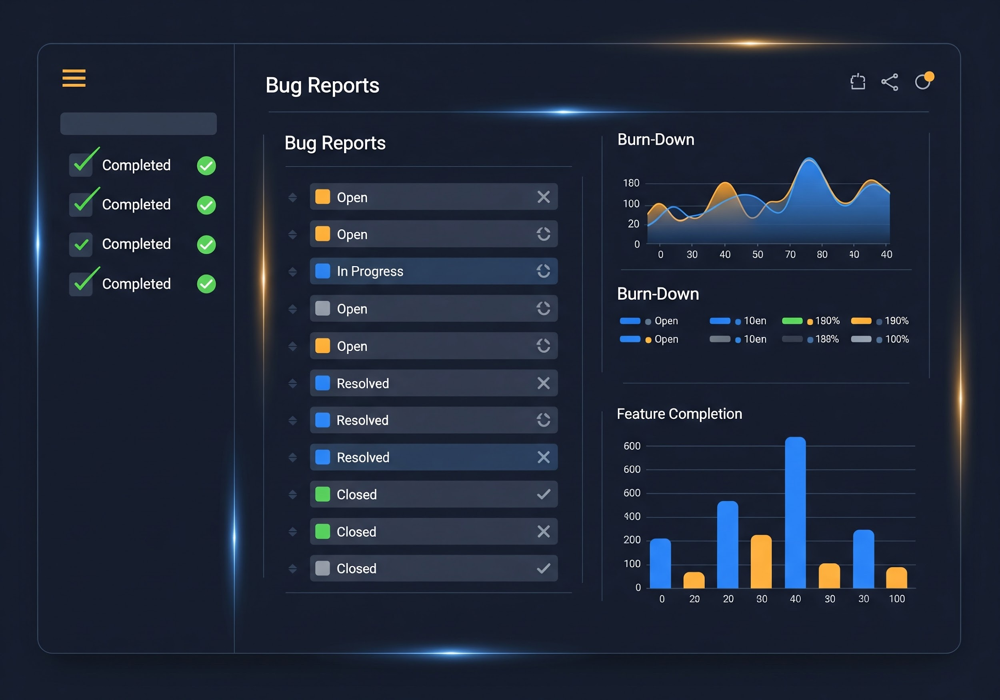 Bug Reports
Completed
Completed
Completed
Completed
Bug Reports
Open
Open
In Progress
Open
Open
Resolved
Resolved
Resolved
Closed
Closed
Closed
Burn-Down
180
100
20
0
0 30 40 50 70 80 40 40
Burn-Down
Open 10en 180% 190%
Open 10en 188% 100%
Feature Completion
600
600
600
400
200
100
0
0 20 20 30 40 30 30 100